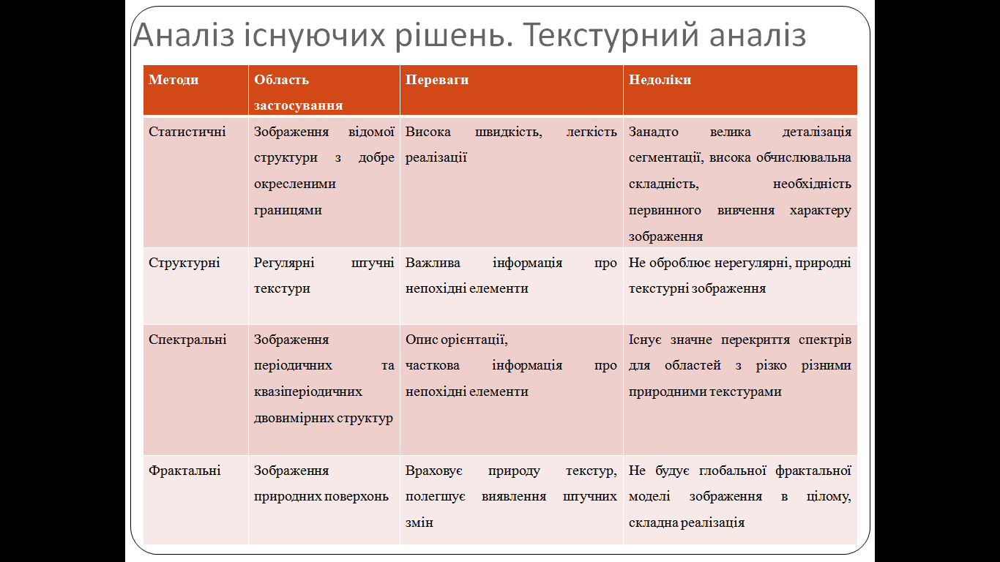 Аналіз існуючих рішень. Текстурний аналіз
Методи
Область
застосування
Переваги
Недоліки
Статистичні
Зображення відомої
структури з добре
окресленими
границями
Висока швидкість, легкість
реалізації
Занадто велика деталізація
сегментації, висока обчислювальна
складність, необхідність
первинного вивчення характеру
зображення
Структурні
Регулярні штучні
текстури
Важлива інформація про
непохідні елементи
Не оброблює нерегулярні, природні
текстурні зображення
Спектральні
Зображення
періодичних та
квазіперіодичних
двовимірних структур
Опис орієнтації,
часткова інформація про
непохідні елементи
Існує значне перекриття спектрів
для областей з різко різними
природними текстурами
Фрактальні
Зображення
природних поверхонь
Враховує природу текстур,
полегшує виявлення штучних
змін
Не будує глобальної фрактальної
моделі зображення в цілому,
складна реалізація